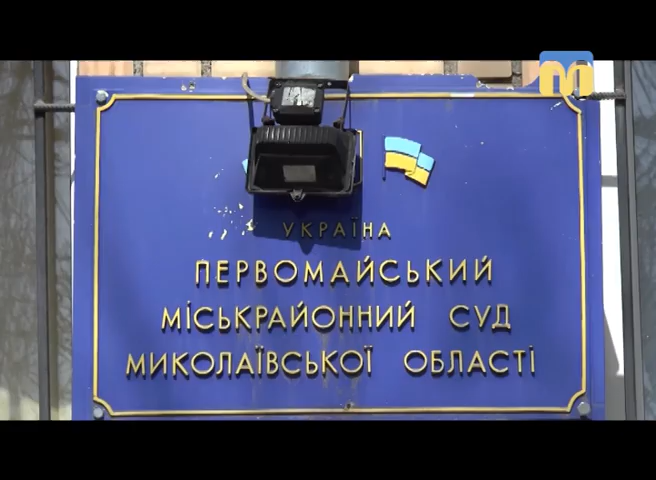 М
УКРАЇНА
ПЕРВОМАЙСЬКИЙ
МІСЬКРАЙОННИЙ СУД
МИКОЛАЇВСЬКОЇ ОБЛАСТІ